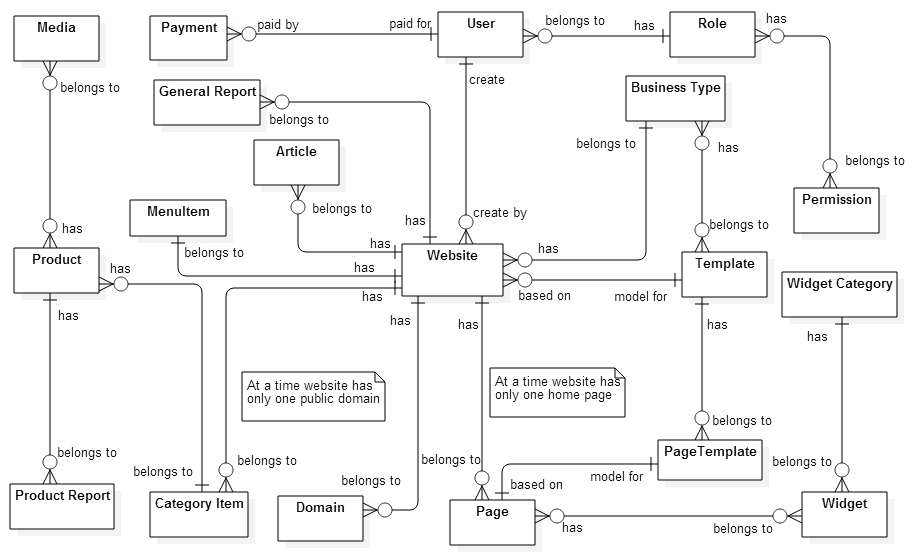 Media
Payment
paid by
paid for
User
belongs to
has
Role
has
belongs to
General Report
belongs to
create
Business Type
belongs to
has
belongs to
Permission
Article
belongs to
MenuItem
belongs to
has
has
create by
has
belongs to
has
Product
has
has
has
Website
has
based on
model for
Template
has
Widget Category
has
has
has
At a time website has
only one public domain
At a time website has
only one home page
belongs to
belongs to
belongs to
belongs to
belongs to
based on
model for
PageTemplate
belongs to
Product Report
Category Item
Domain
belongs to
Page
has
belongs to
Widget